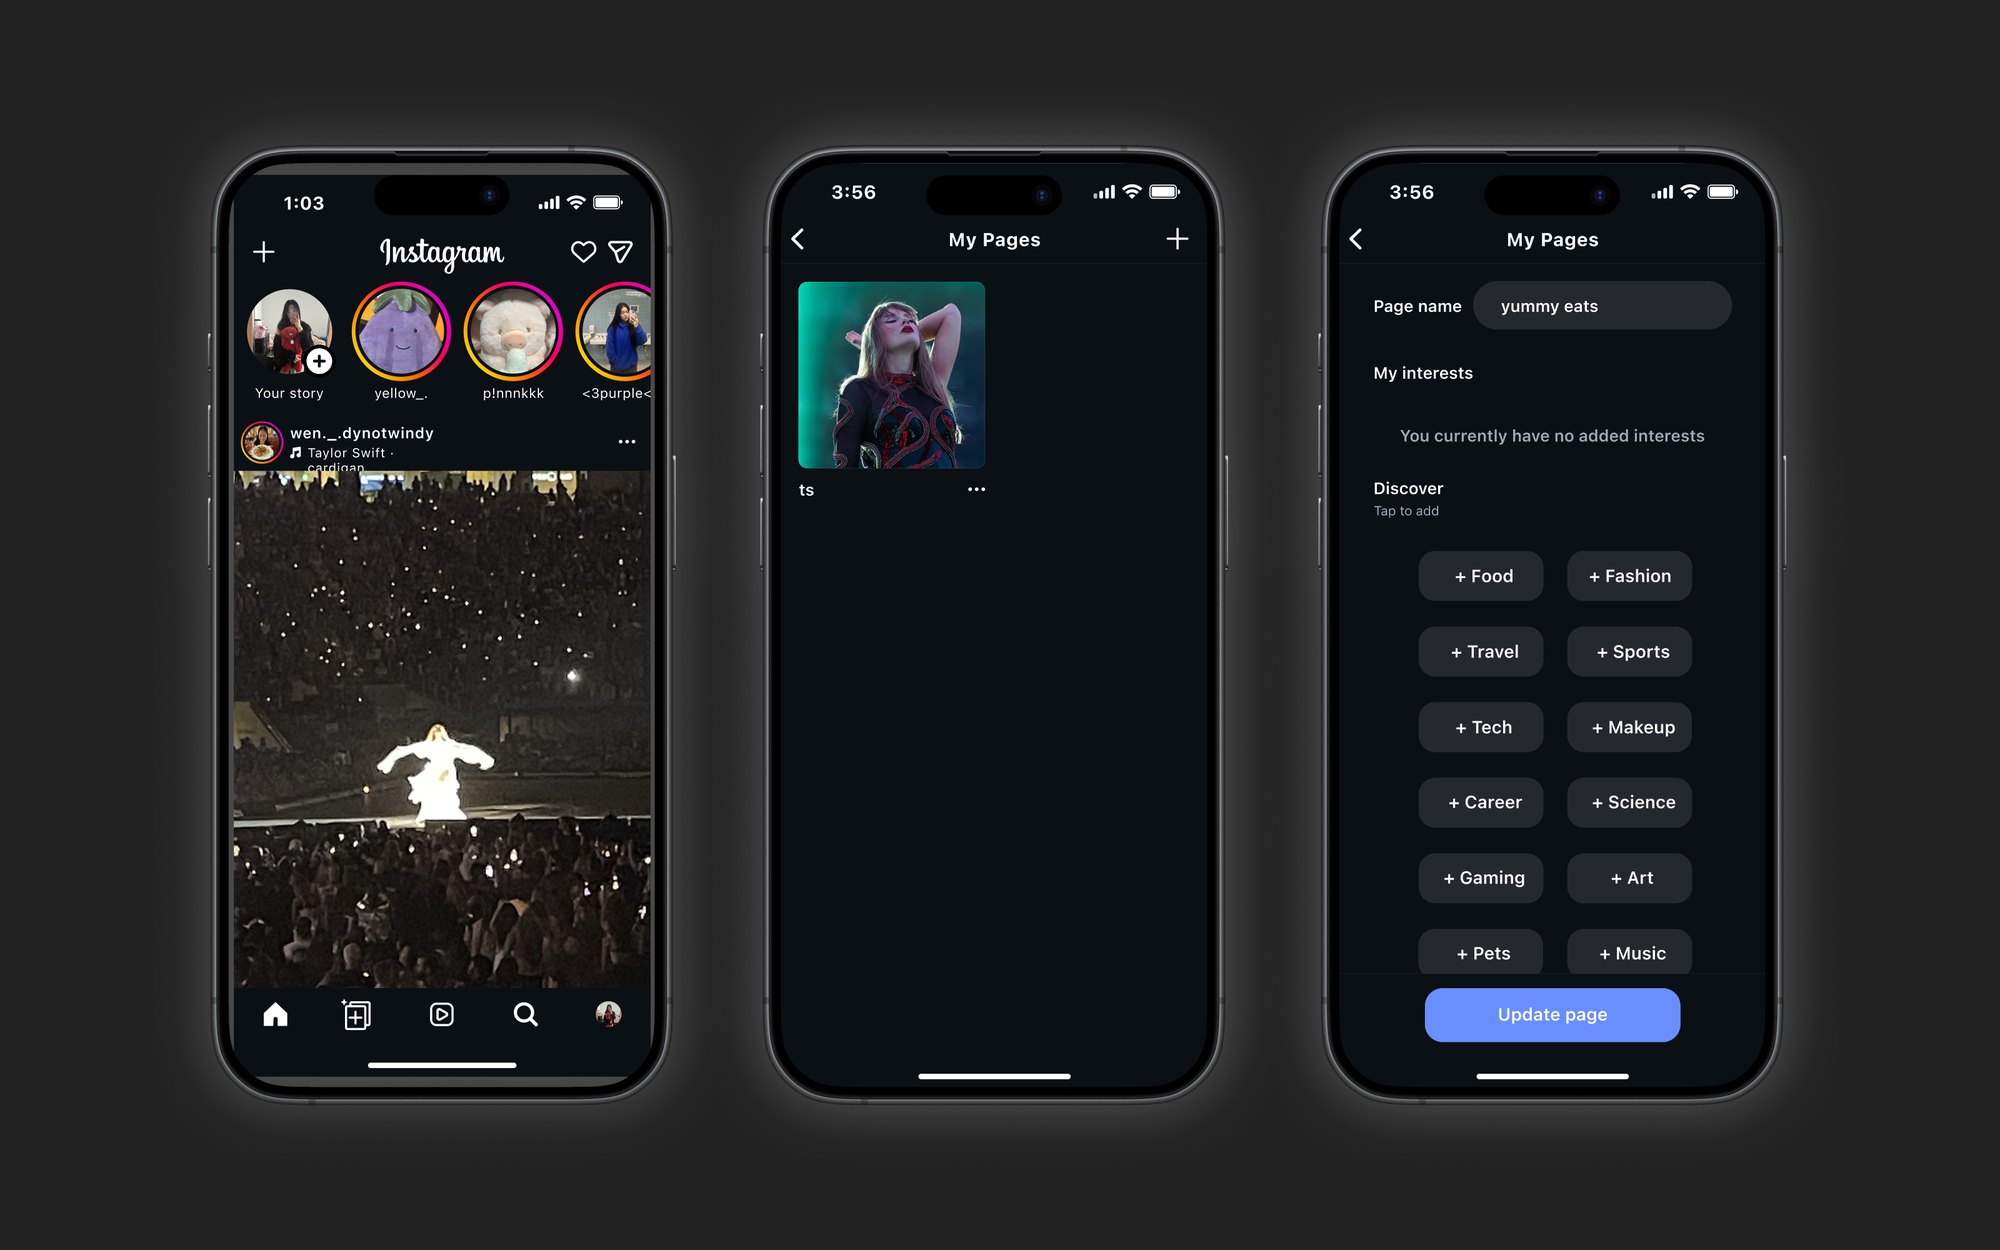 1:03
Instagram
Your story
yellow_.
p!nnnkkk
<3purple<
wen._.dynotwindy
Taylor Swift ·
cardigan
3:56
My Pages
ts
3:56
My Pages
Page name
yummy eats
My interests
You currently have no added interests
Discover
Tap to add
+ Food
+ Fashion
+ Travel
+ Sports
+ Tech
+ Makeup
+ Career
+ Science
+ Gaming
+ Art
+ Pets
+ Music
Update page